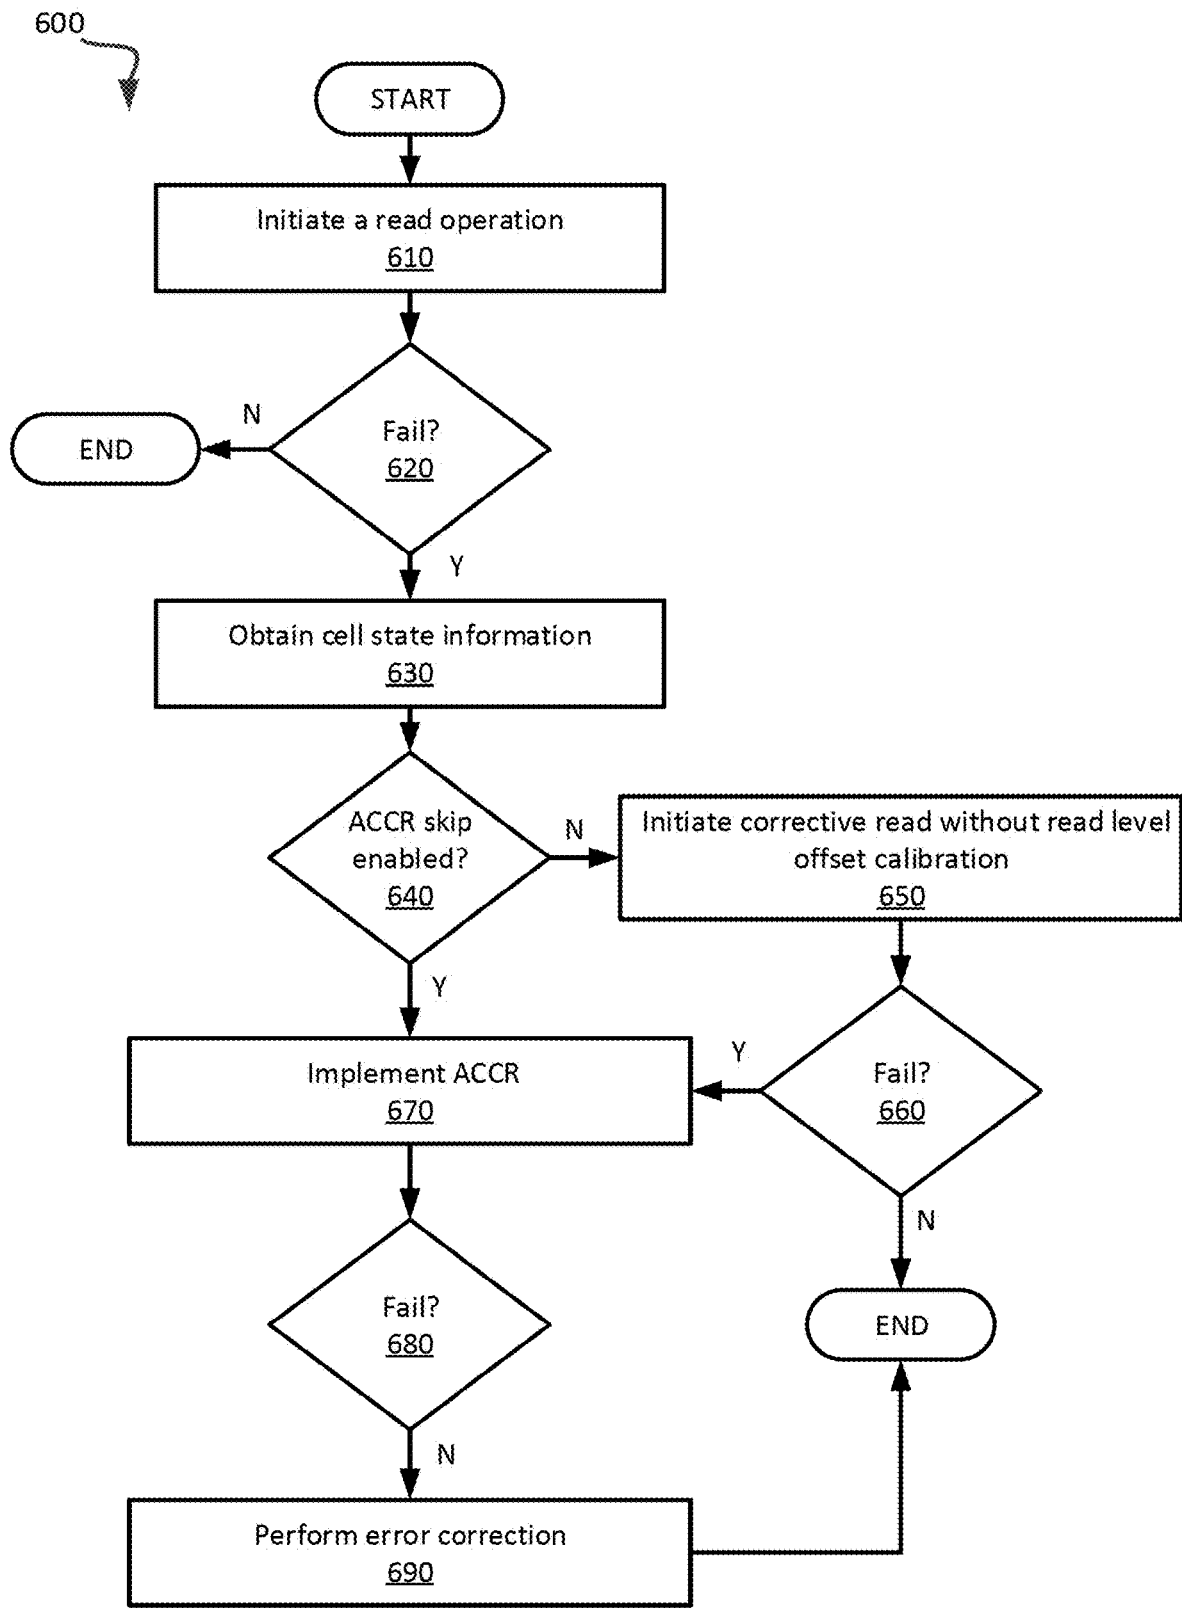 600
START
Initiate a read operation
610
N
Fail?
END
620
Y
Obtain cell state information
630
ACCR skip
N
Initiate corrective read without read level
enabled?
offset calibration
640
650
Y
Implement ACCR
Y
Fail?
670
660
N
Fail?
END
680
N
Perform error correction
690